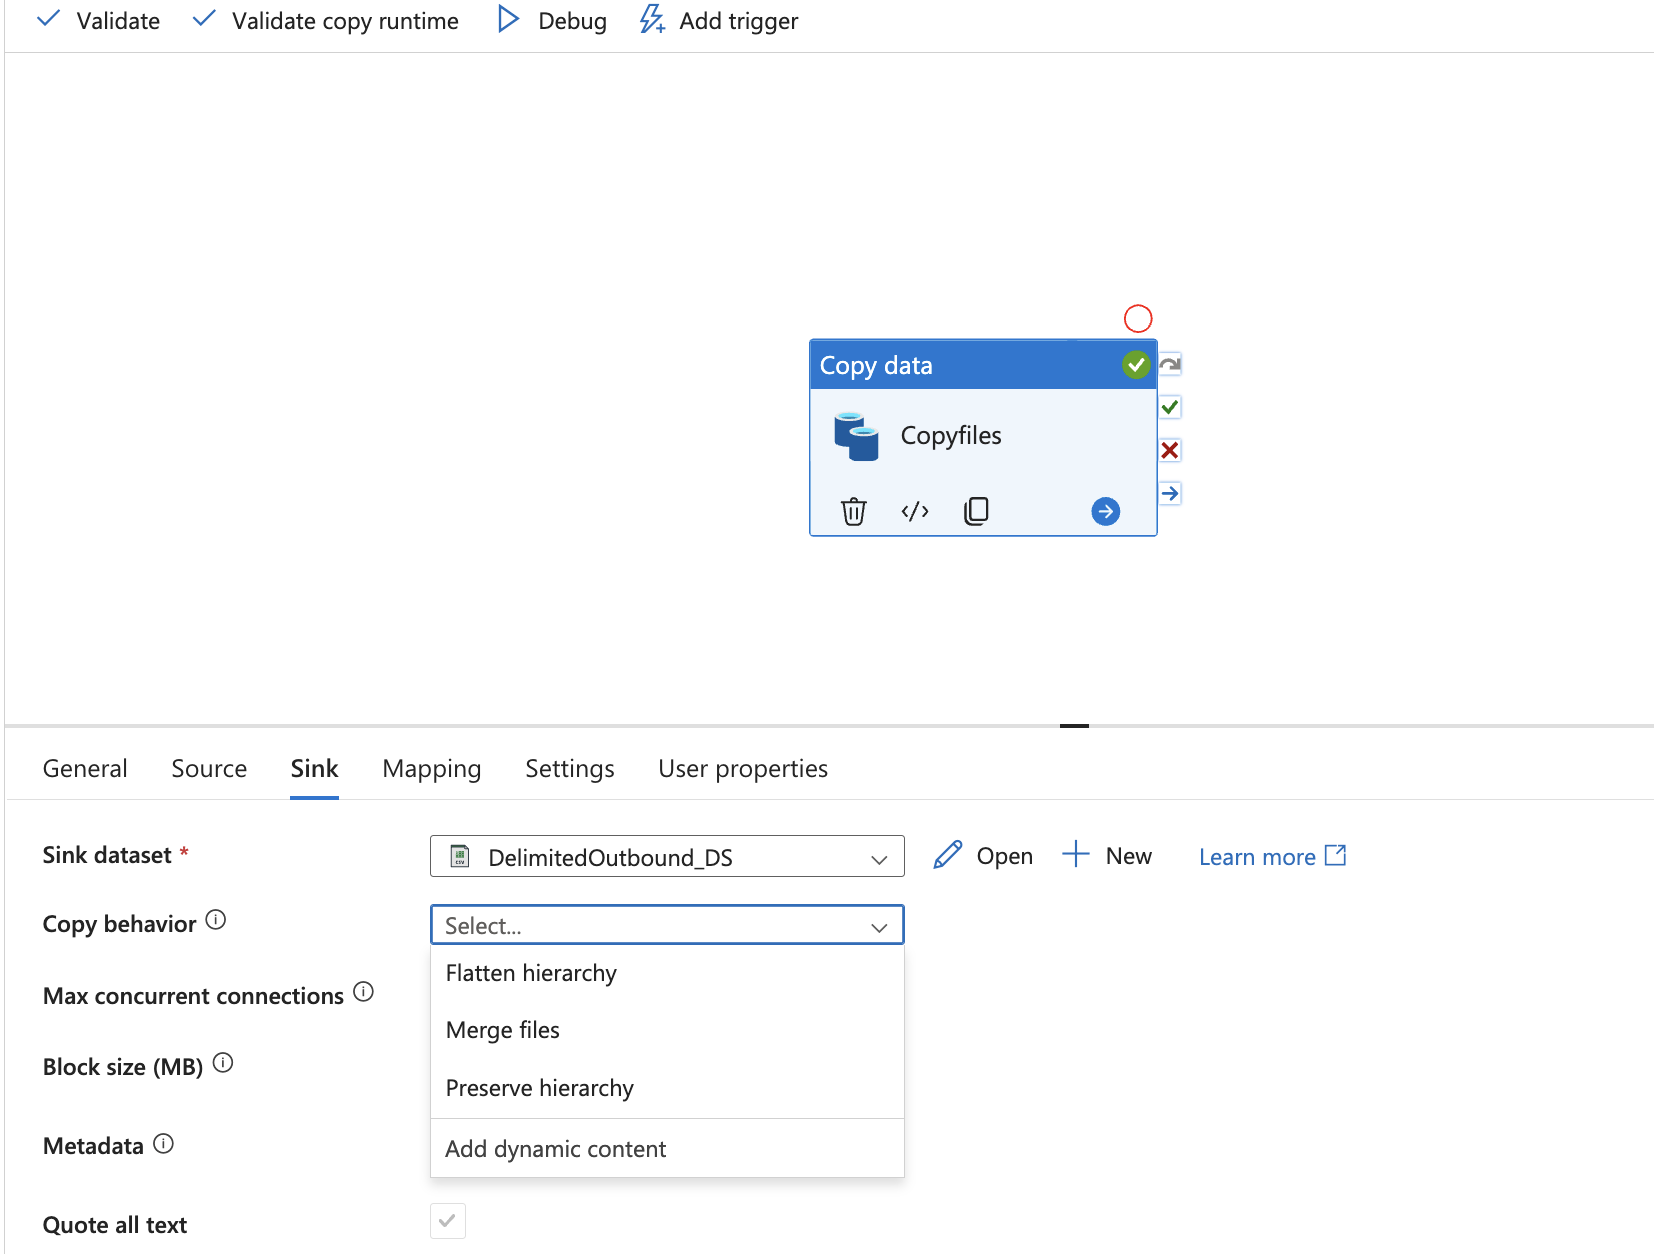 Validate Validate copy runtime Debug Add trigger
Copy data
Copyfiles
General Source Sink Mapping Settings User properties
Sink dataset * DelimitedOutbound_DS Open New Learn more
Copy behavior Select...
Flatten hierarchy
Max concurrent connections
Merge files
Block size (MB)
Preserve hierarchy
Metadata
Add dynamic content
Quote all text